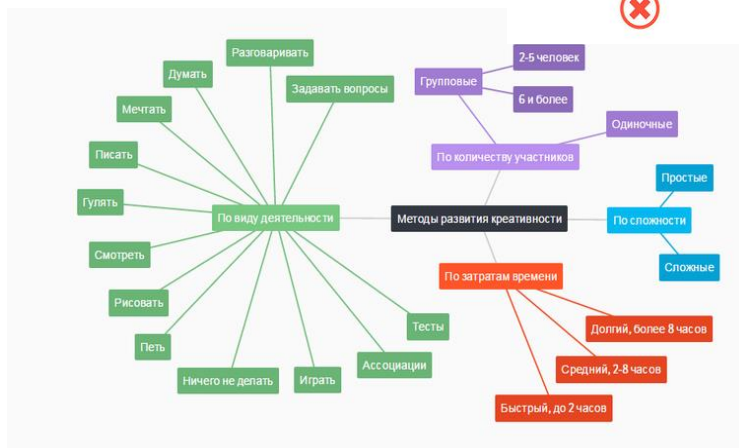 Разговаривать
Думать
Задавать вопросы
Мечтать
Писать
Гулять
По виду деятельности
Смотреть
Рисовать
Петь
Ничего не делать
Играть
Ассоциации
Тесты
Методы развития креативности
2-5 человек
Групповые
6 и более
Одиночные
По количеству участников
Простые
По сложности
Сложные
По затратам времени
Долгий, более 8 часов
Средний, 2-8 часов
Быстрый, до 2 часов